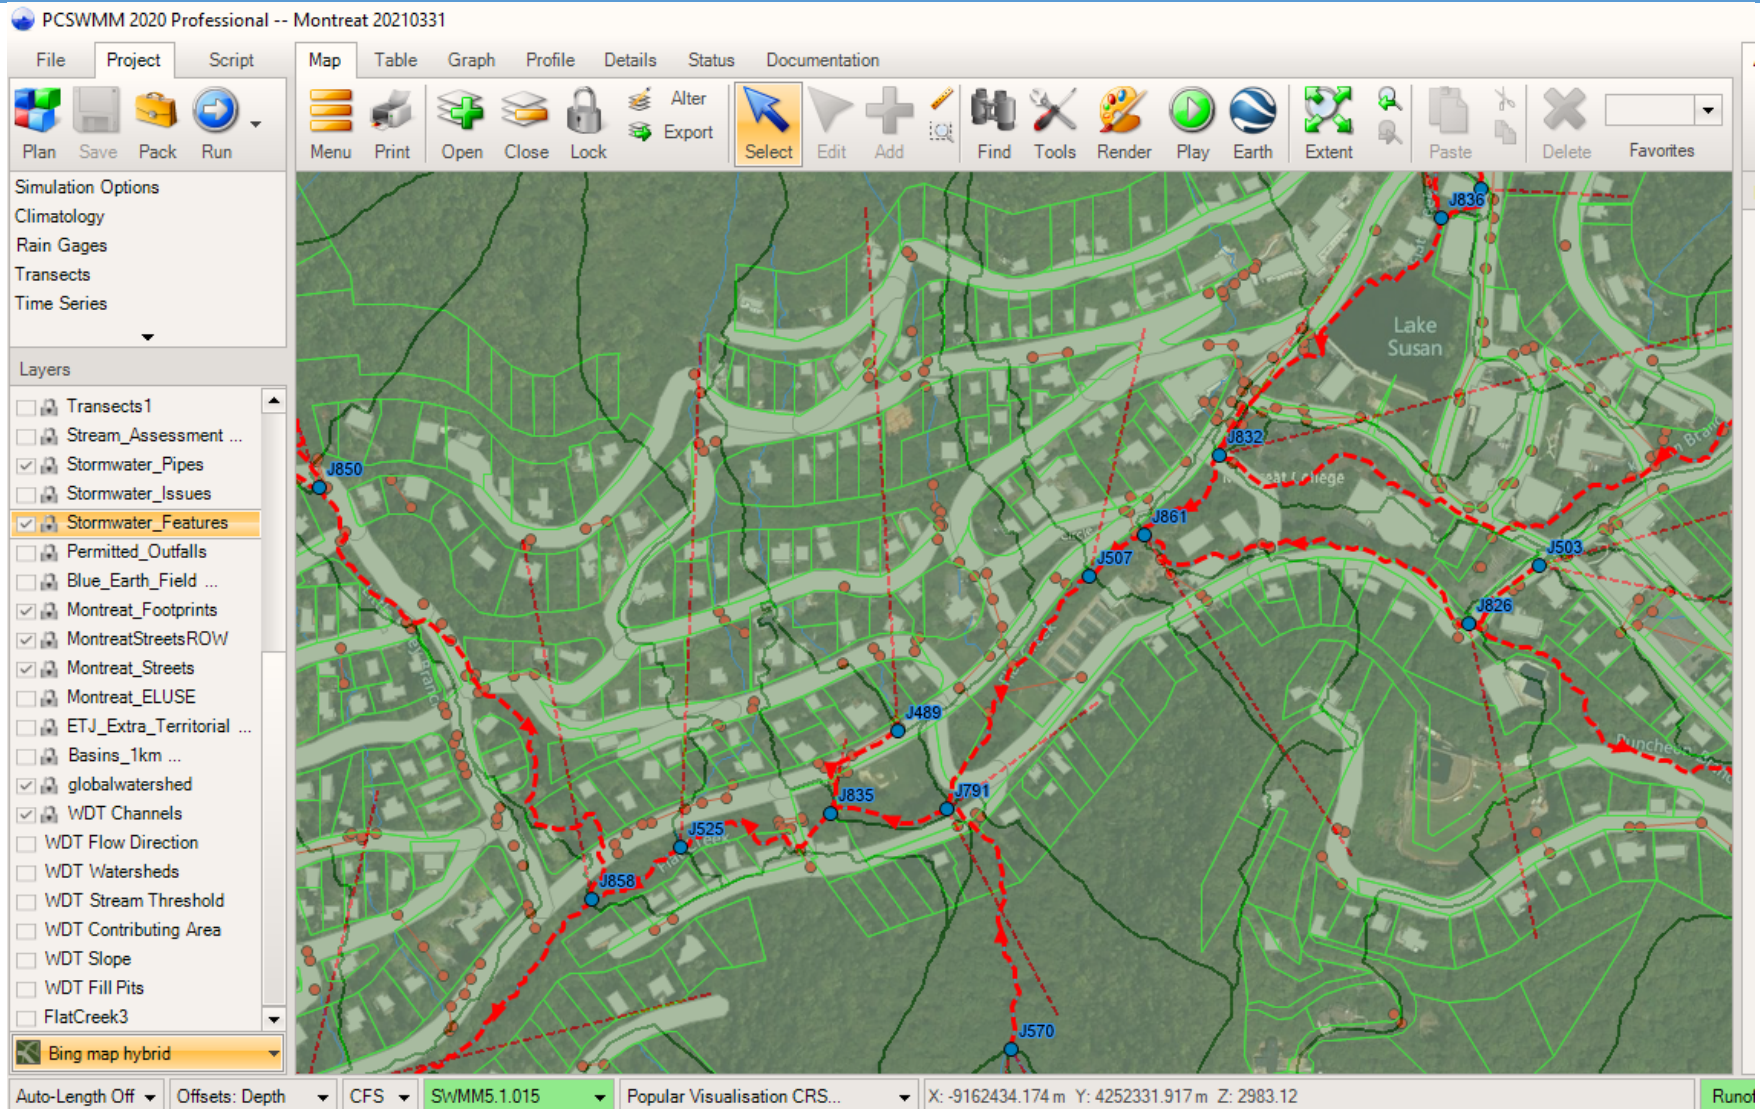 PCSWMM 2020 Professional -- Montreat 20210331
File Project Script
Map Table Graph Profile Details Status Documentation
Plan Save Pack Run
Menu Print Open Close Lock Alter Export Select Edit Add Find Tools Render Play Earth Extent Paste Delete Favorites
Simulation Options
Climatology
Rain Gages
Transects
Time Series
Layers
Transects1
Stream_Assessment ...
Stormwater_Pipes
Stormwater_Issues
Stormwater_Features
Permitted_Outfalls
Blue_Earth_Field ...
Montreat_Footprints
MontreatStreetsROW
Montreat_Streets
Montreat_ELUSE
ETJ_Extra_Territorial ...
Basins_1km ...
globalwatershed
WDT Channels
WDT Flow Direction
WDT Watersheds
WDT Stream Threshold
WDT Contributing Area
WDT Slope
WDT Fill Pits
FlatCreek3
Bing map hybrid
J836
Lake
Susan
J832
J850
J861
J507
J503
J826
J489
J835
J791
J525
J858
J570
Auto-Length Off Offsets: Depth CFS SWMM5.1.015 Popular Visualisation CRS... X: -9162434.174 m Y: 4252331.917 m Z: 2983.12